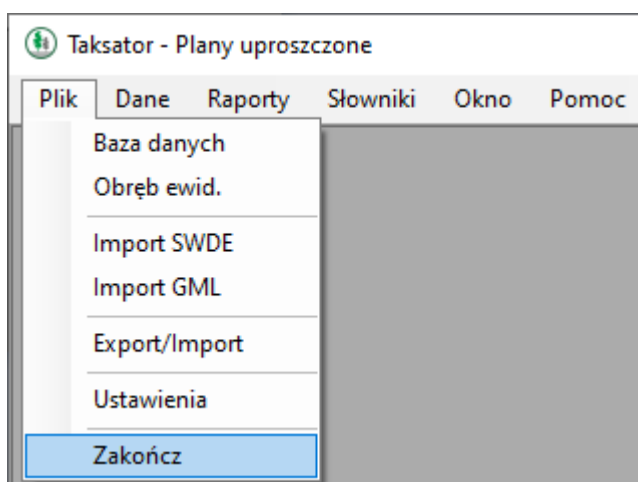 Taksator - Plany uproszczone
Plik Dane Raporty Słowniki Okno Pomoc
Baza danych
Obręb ewid.
Import SWDE
Import GML
Export/Import
Ustawienia
Zakończ